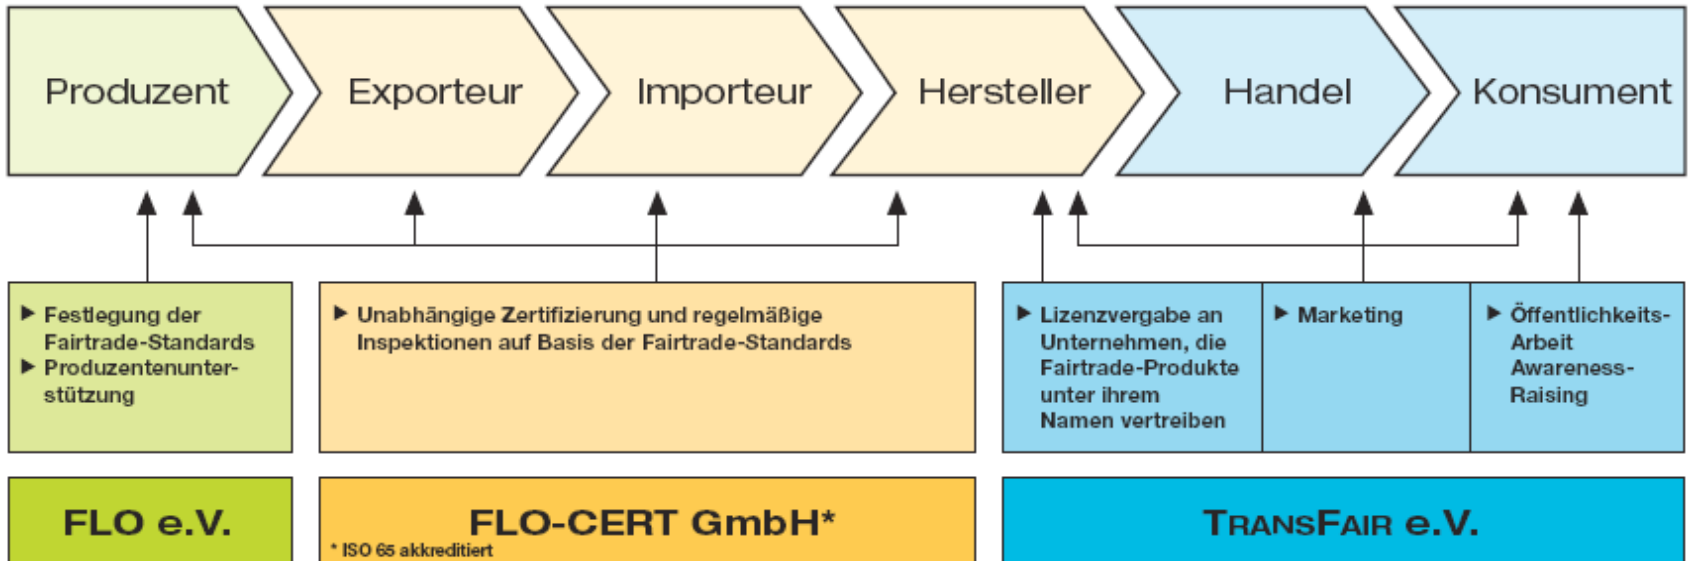 Produzent
Exporteur
Importeur
Hersteller
Handel
Konsument
▶ Festlegung der
Fairtrade-Standards
▶ Produzentenunter-
stützung
▶ Unabhängige Zertifizierung und regelmäßige
Inspektionen auf Basis der Fairtrade-Standards
▶ Lizenzvergabe an
Unternehmen, die
Fairtrade-Produkte
unter ihrem
Namen vertreiben
▶ Marketing
▶ Öffentlichkeits-
Arbeit
Awareness-
Raising
FLO e.V.
FLO-CERT GmbH*
* ISO 65 akkreditiert
TRANSFAIR e.V.